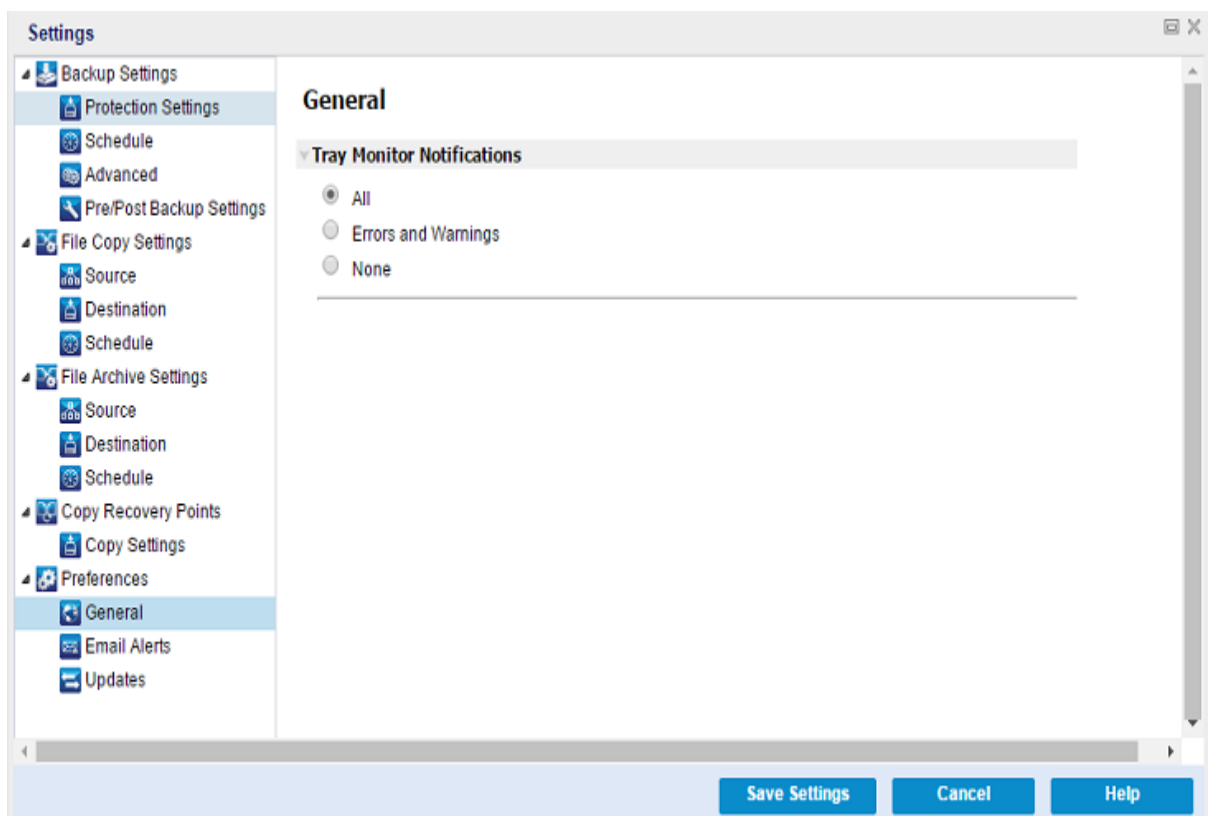 Settings
Backup Settings
Protection Settings
Schedule
Advanced
Pre/Post Backup Settings
File Copy Settings
Source
Destination
Schedule
File Archive Settings
Source
Destination
Schedule
Copy Recovery Points
Copy Settings
Preferences
General
Email Alerts
Updates
General
Tray Monitor Notifications
All
Errors and Warnings
None
Save Settings
Cancel
Help